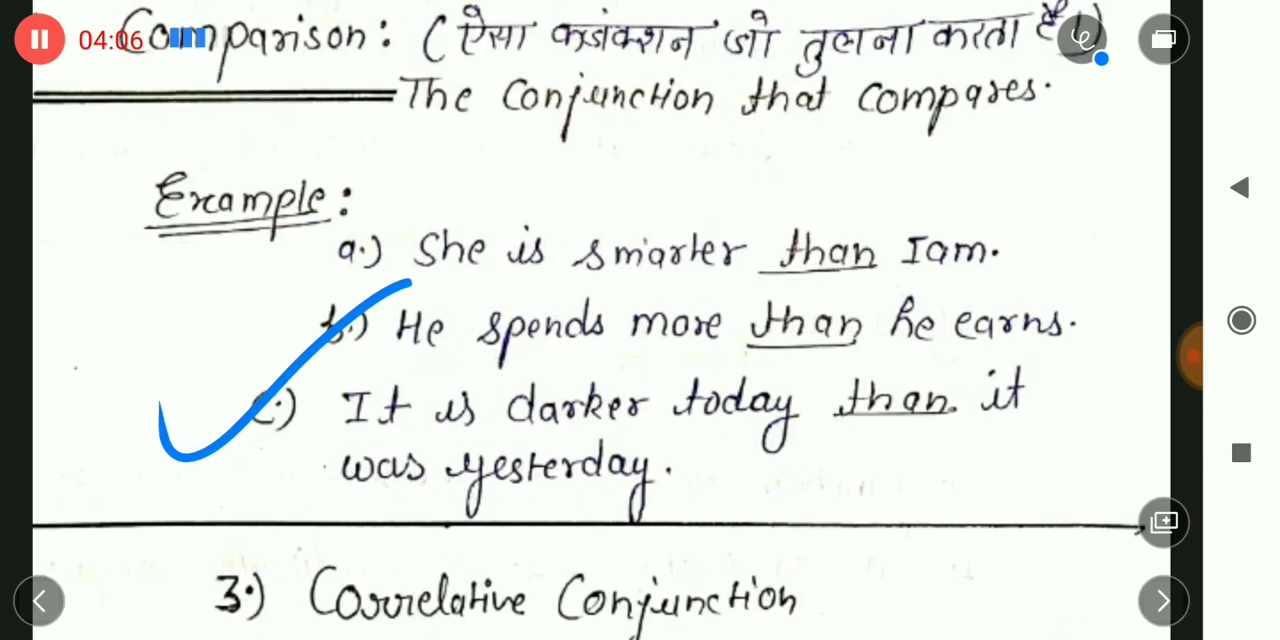 04:06
Comparison: (ऐसा कंजंक्शन जो तुलना करता है।)
The Conjunction that compares.
Example:
a.) She is smarter than I am.
b.) He spends more than he earns.
c.) It is darker today than it
was yesterday.
3.) Correlative Conjunction